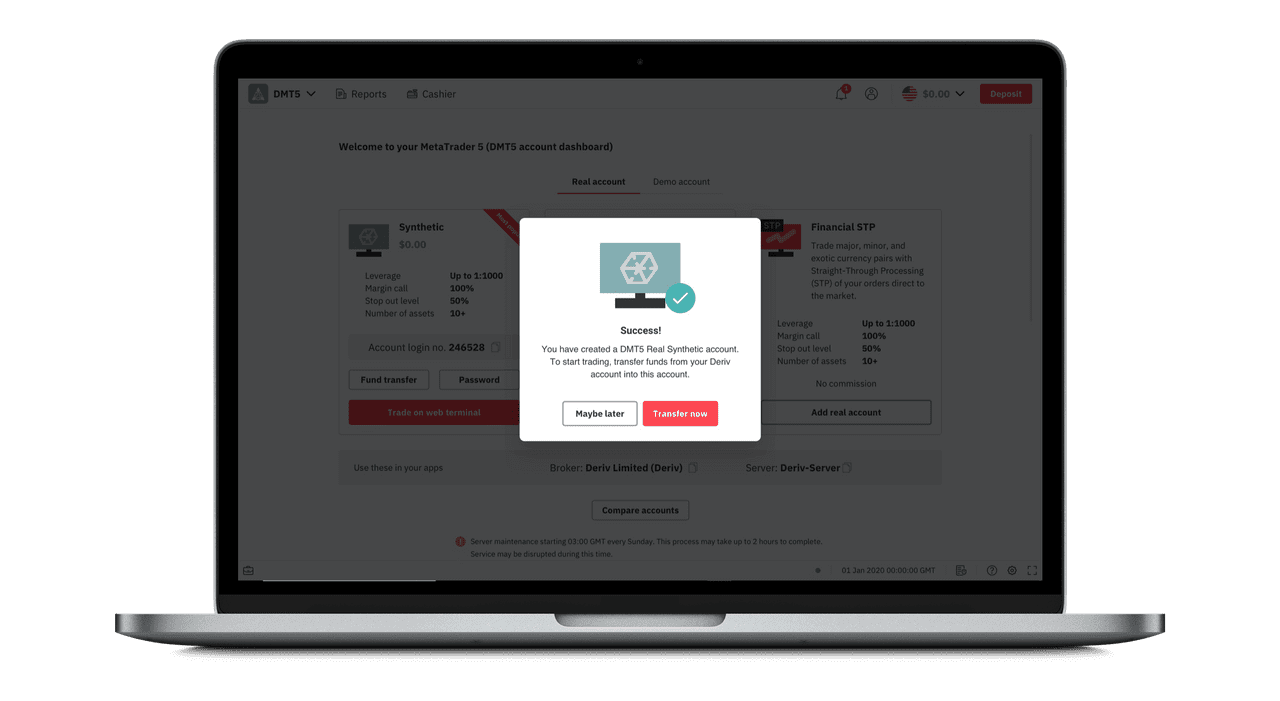 DMT5
Reports
Cashier
1
$0.00
Deposit
Welcome to your MetaTrader 5 (DMT5 account dashboard)
Real account
Demo account
Synthetic
$0.00
Leverage Up to 1:1000
Margin call 100%
Stop out level 50%
Number of assets 10+
Account login no. 246528
Fund transfer
Password
Trade on web terminal
Success!
You have created a DMT5 Real Synthetic account.
To start trading, transfer funds from your Deriv
account into this account.
Maybe later
Transfer now
STP
Financial STP
Trade major, minor, and
exotic currency pairs with
Straight-Through Processing
(STP) of your orders direct to
the market.
Leverage Up to 1:1000
Margin call 100%
Stop out level 50%
Number of assets 10+
No commission
Add real account
Use these in your apps
Broker: Deriv Limited (Deriv)
Server: Deriv-Server
Compare accounts
Server maintenance starting 03:00 GMT every Sunday. This process may take up to 2 hours to complete.
Service may be disrupted during this time.
01 Jan 2020 00:00:00 GMT